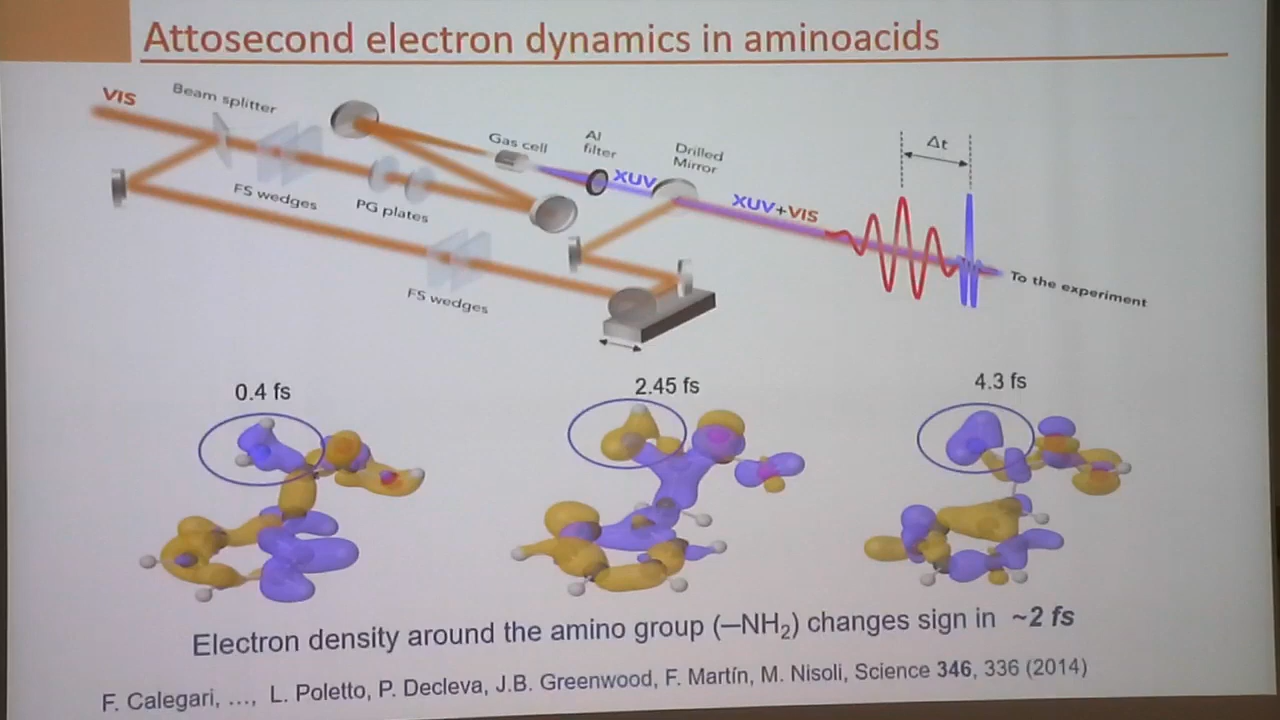 Attosecond electron dynamics in aminoacids
VIS
Beam splitter
FS wedges
PG plates
Gas cell
Al
filter
XUV
Drilled
Mirror
XUV+VIS
Δt
To the experiment
FS wedges
0.4 fs
2.45 fs
4.3 fs
Electron density around the amino group (–NH₂) changes sign in ~2 fs
F. Calegari, ..., L. Poletto, P. Decleva, J.B. Greenwood, F. Martín, M. Nisoli, Science 346, 336 (2014)